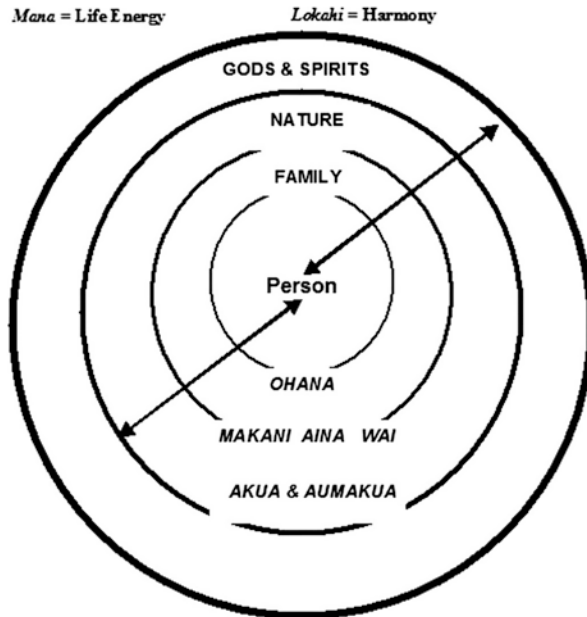 Mana = Life Energy Lokahi = Harmony
GODS & SPIRITS
NATURE
FAMILY
Person
OHANA
MAKANI AINA WAI
AKUA & AUMAKUA